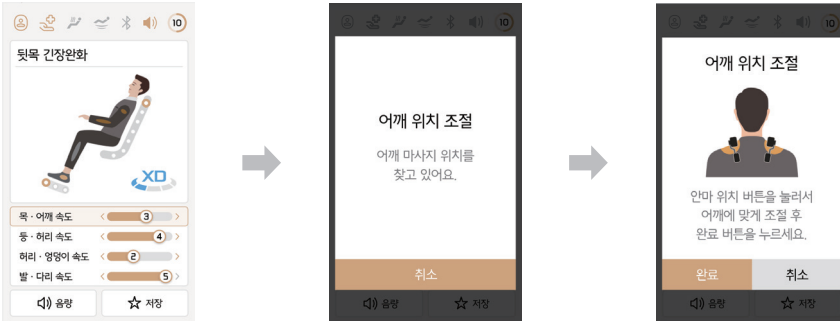 10
뒷목 긴장완화
XD
목 · 어깨 속도 < 3 >
등 · 허리 속도 < 4 >
허리 · 엉덩이 속도 < 2 >
발 · 다리 속도 < 5 >
음량 저장
10
어깨 위치 조절
어깨 마사지 위치를
찾고 있어요.
취소
음량 저장
10
어깨 위치 조절
안마 위치 버튼을 눌러서
어깨에 맞게 조절 후
완료 버튼을 누르세요.
완료 취소
음량 저장